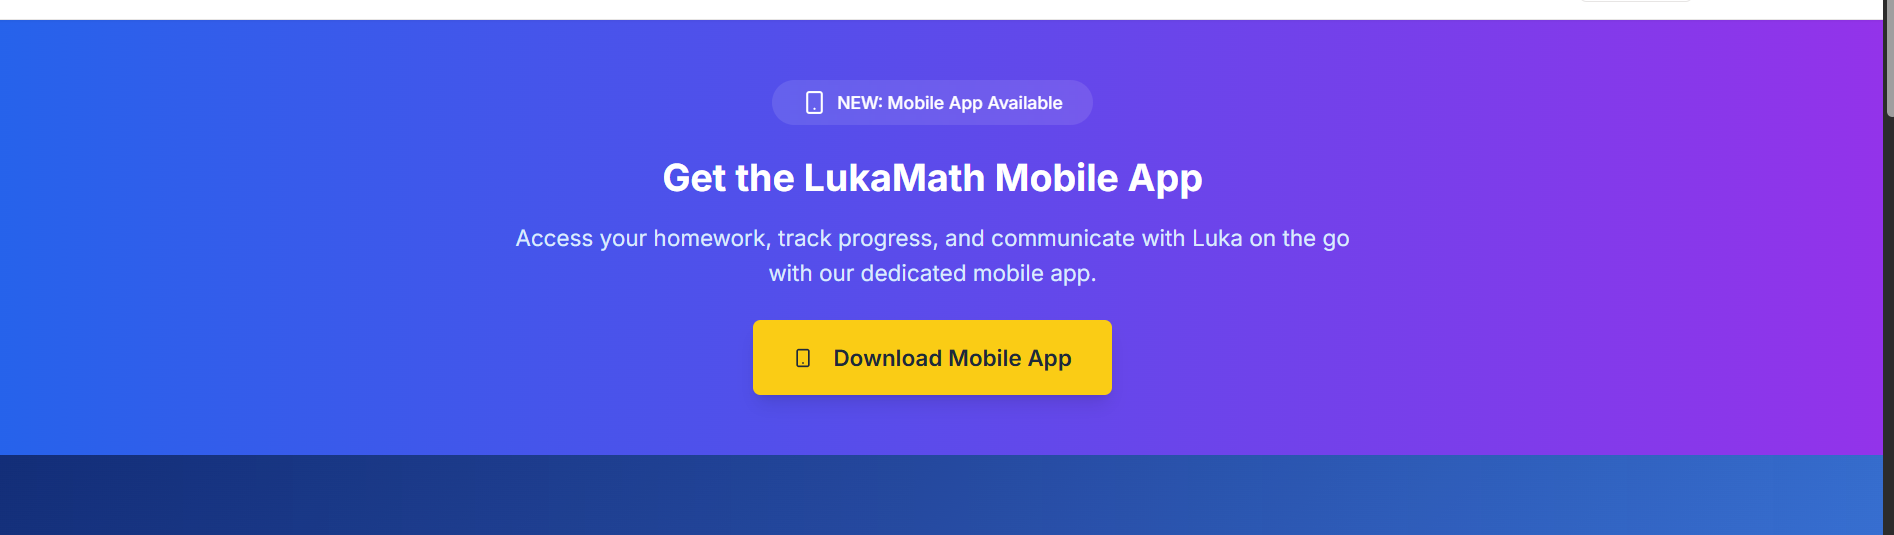 NEW: Mobile App Available
Get the LukaMath Mobile App
Access your homework, track progress, and communicate with Luka on the go
with our dedicated mobile app.
Download Mobile App